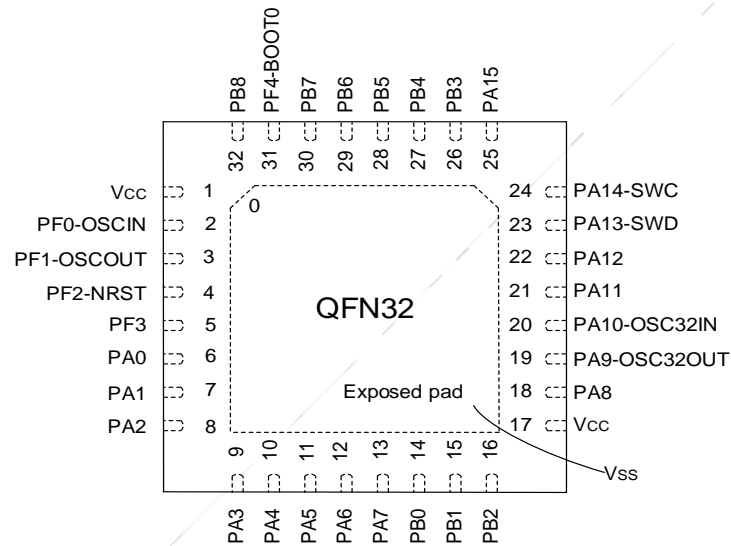 PB8
PF4-BOOT0
PB7
PB6
PB5
PB4
PB3
PA15
32
31
30
29
28
27
26
25
Vcc 1
0
24 PA14-SWC
PF0-OSCIN 2
23 PA13-SWD
PF1-OSCOUT 3
22 PA12
PF2-NRST 4
21 PA11
QFN32
PF3 5
20 PA10-OSC32IN
PA0 6
19 PA9-OSC32OUT
PA1 7
Exposed pad
18 PA8
PA2 8
17 Vcc
9
10
11
12
13
14
15
16
Vss
PA3
PA4
PA5
PA6
PA7
PB0
PB1
PB2